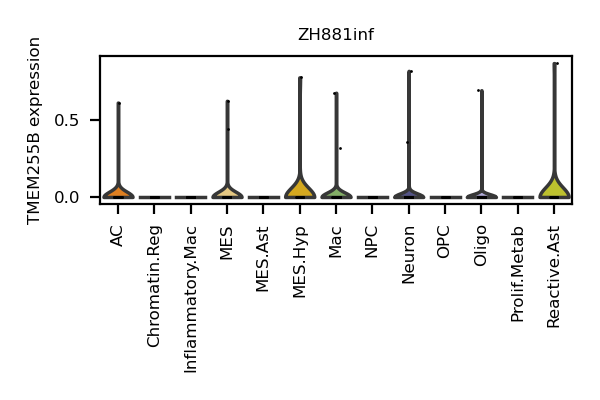 ZH881inf
TMEM255B expression
0.5
0.0
AC
Chromatin.Reg
Inflammatory.Mac
MES
MES.Ast
MES.Hyp
Mac
NPC
Neuron
OPC
Oligo
Prolif.Metab
Reactive.Ast